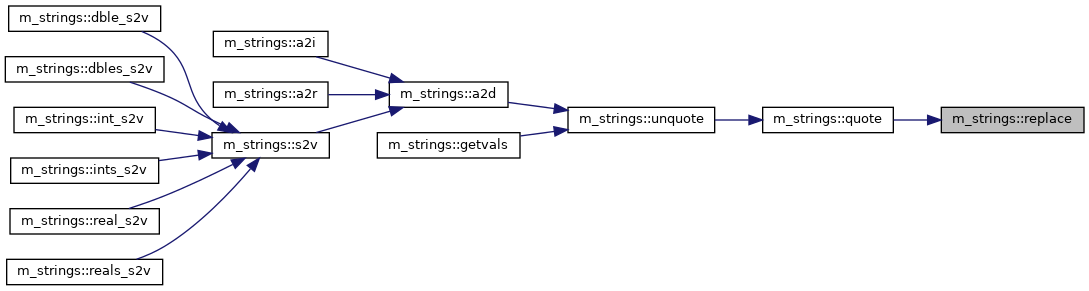 m_strings::dble_s2v
m_strings::dbles_s2v
m_strings::int_s2v
m_strings::ints_s2v
m_strings::real_s2v
m_strings::reals_s2v
m_strings::a2i
m_strings::a2r
m_strings::s2v
m_strings::a2d
m_strings::getvals
m_strings::unquote
m_strings::quote
m_strings::replace